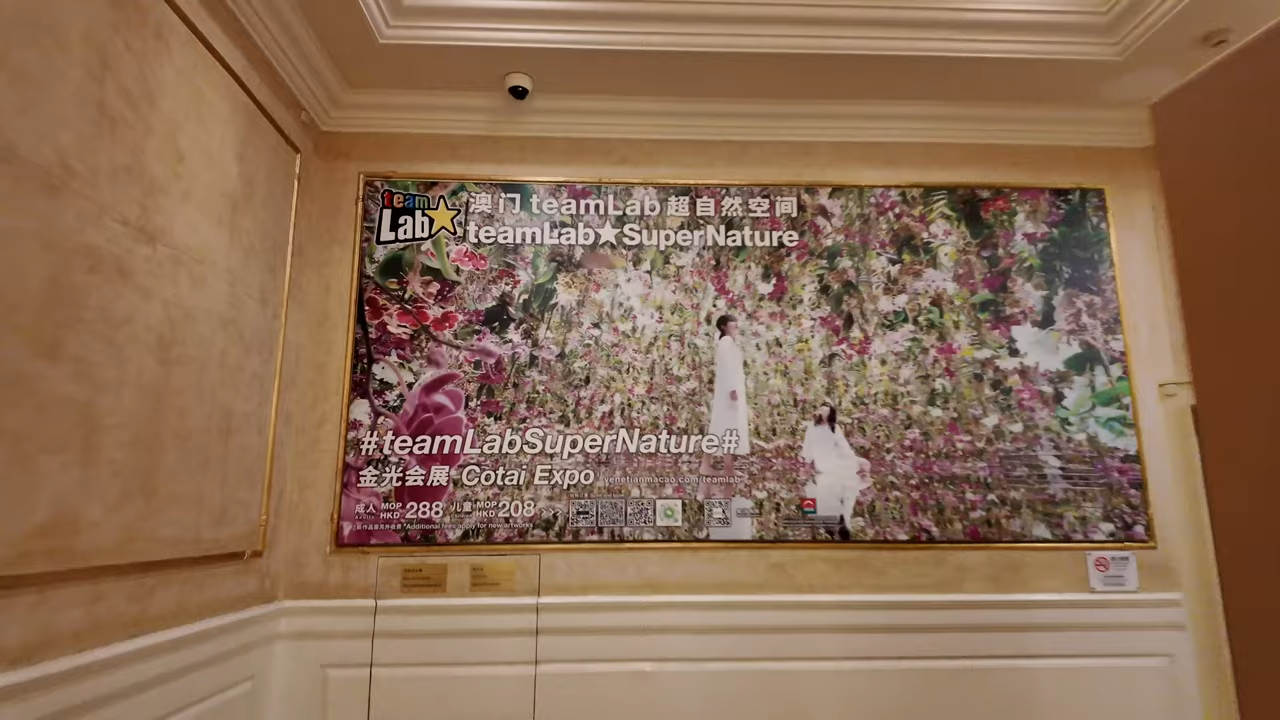 team
Lab
澳门 teamLab 超自然空间
teamLab★SuperNature
#teamLabSuperNature#
金光会展 Cotai Expo venetianmacao.com/teamlab
成人 MOP HKD 288 儿童 MOP HKD 208 >>>
Adults
*Additional fees apply for new artworks